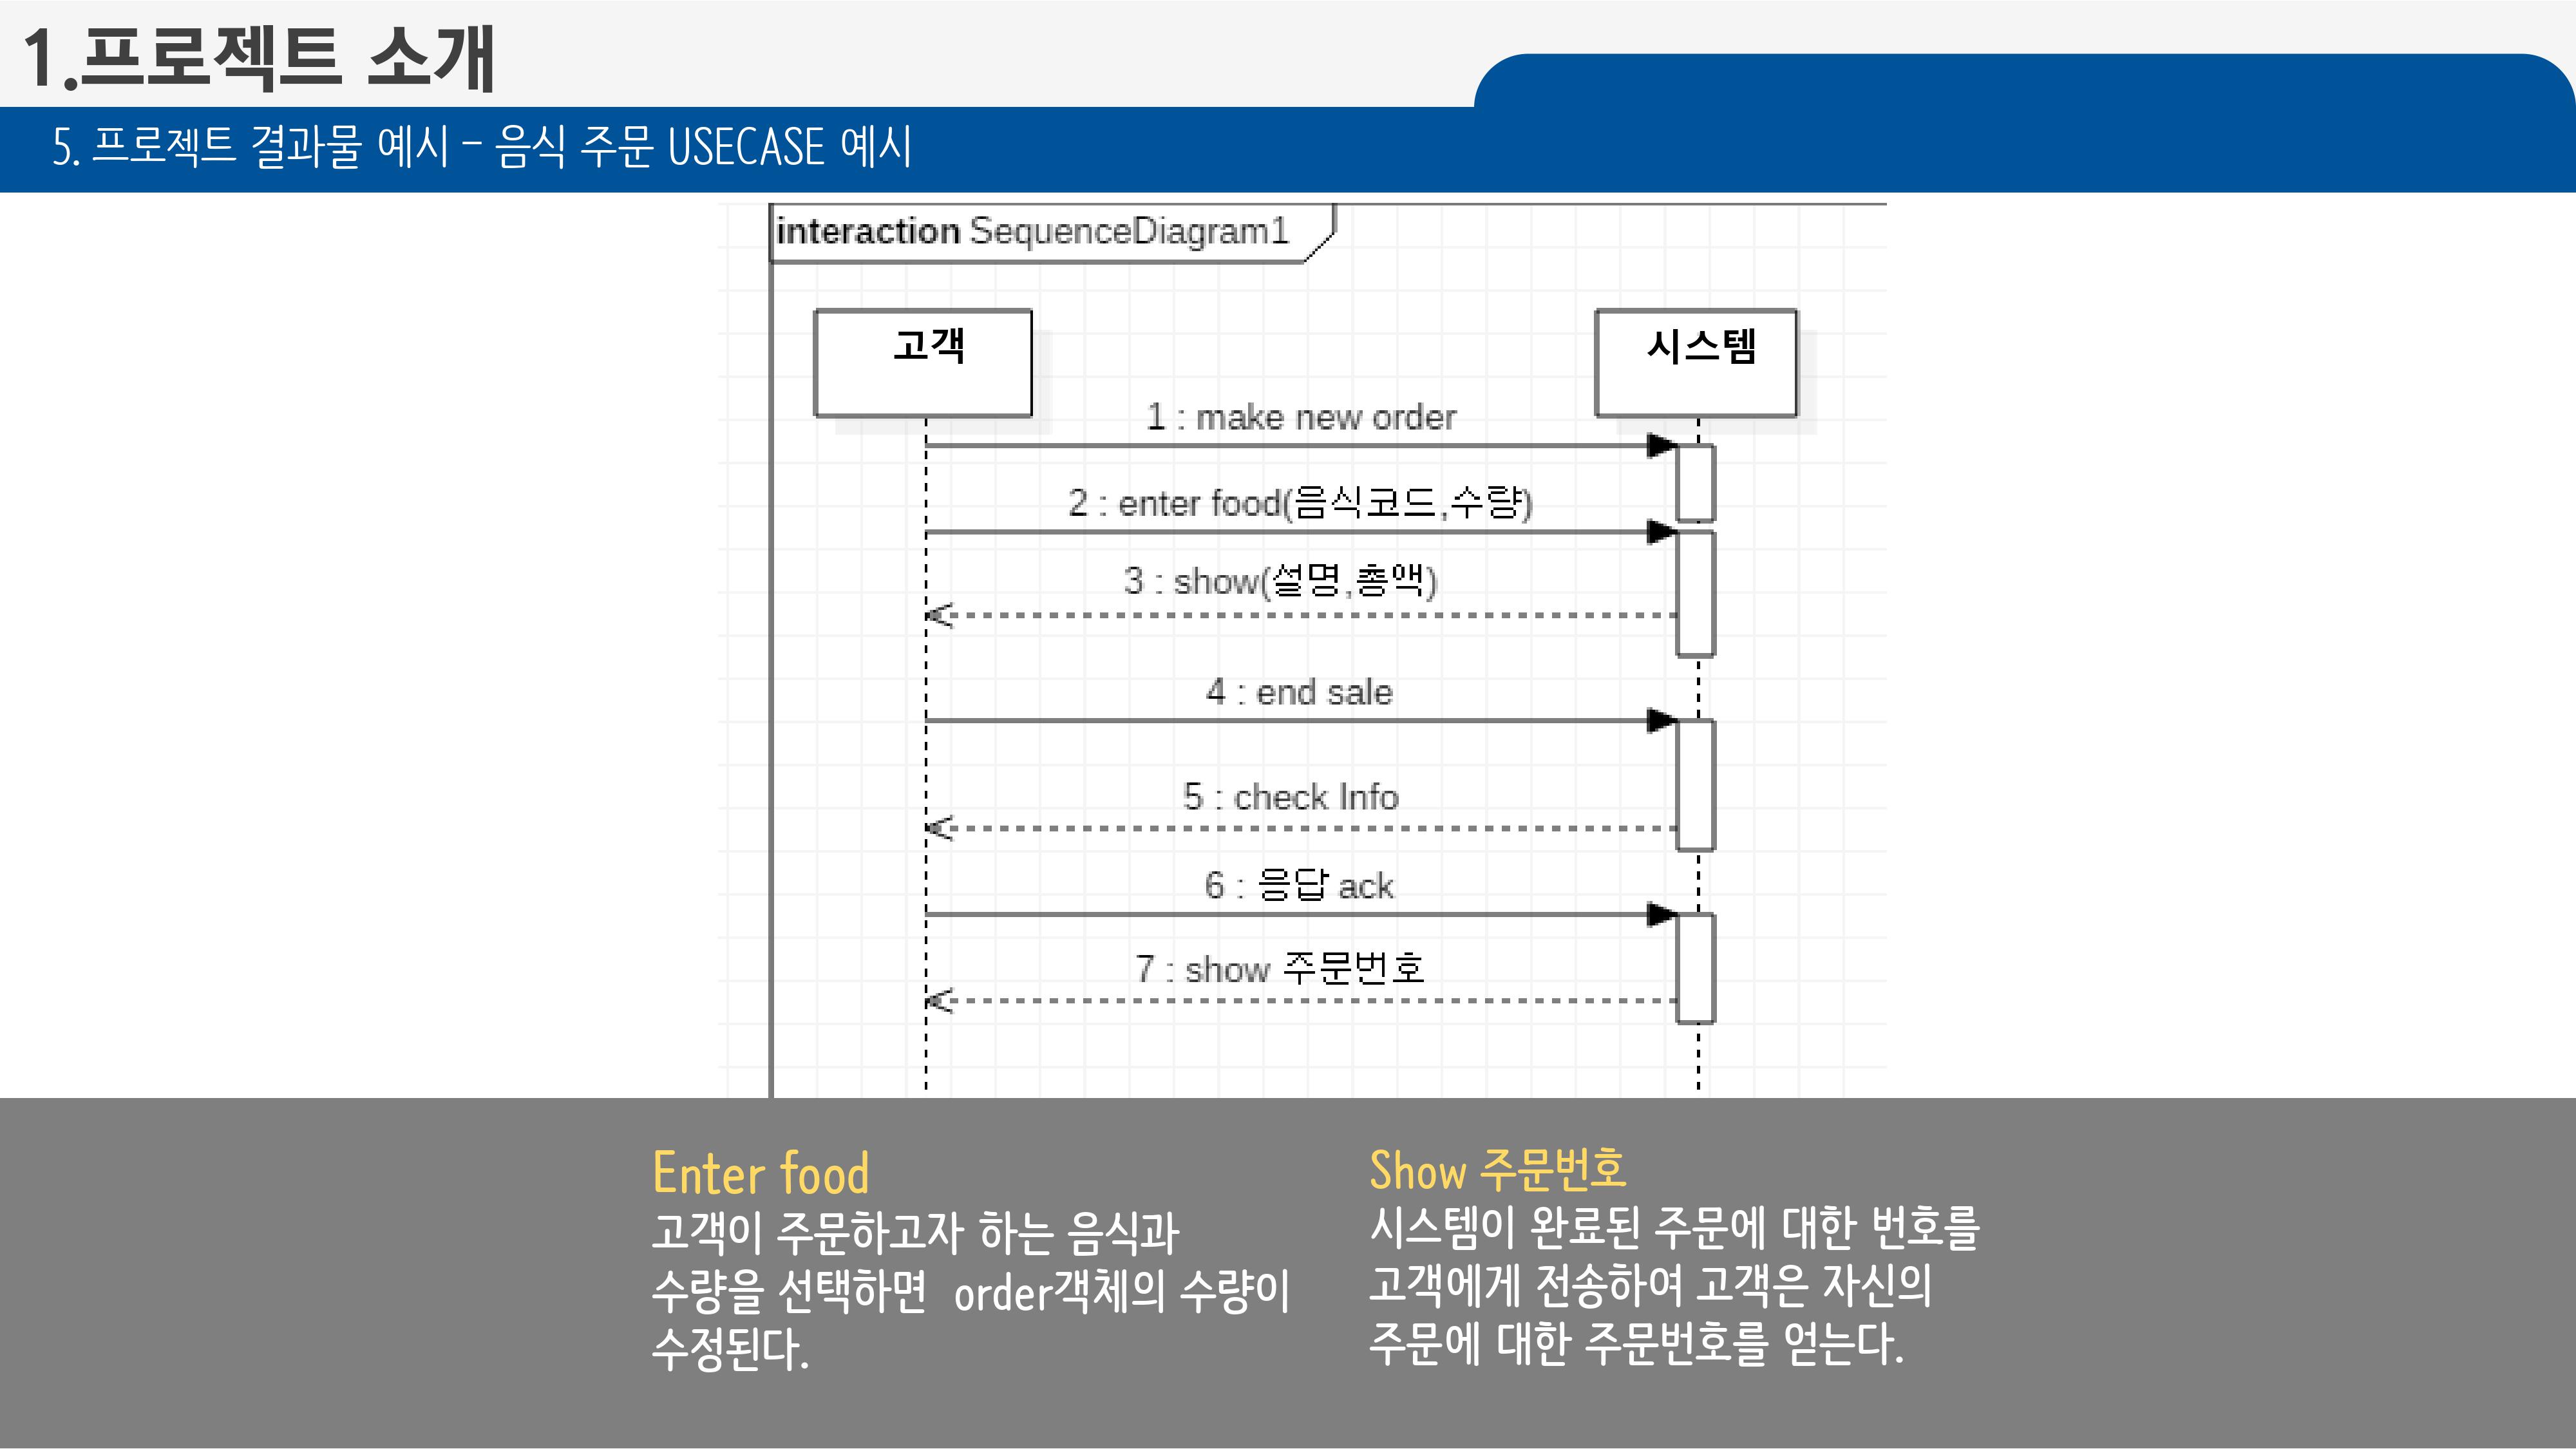 1.프로젝트 소개
5. 프로젝트 결과물 예시 – 음식 주문 USECASE 예시
interaction SequenceDiagram1
고객
시스템
1 : make new order
2 : enter food(음식코드,수량)
3 : show(설명,총액)
4 : end sale
5 : check Info
6 : 응답 ack
7 : show 주문번호
Enter food
고객이 주문하고자 하는 음식과
수량을 선택하면 order객체의 수량이
수정된다.
Show 주문번호
시스템이 완료된 주문에 대한 번호를
고객에게 전송하여 고객은 자신의
주문에 대한 주문번호를 얻는다.